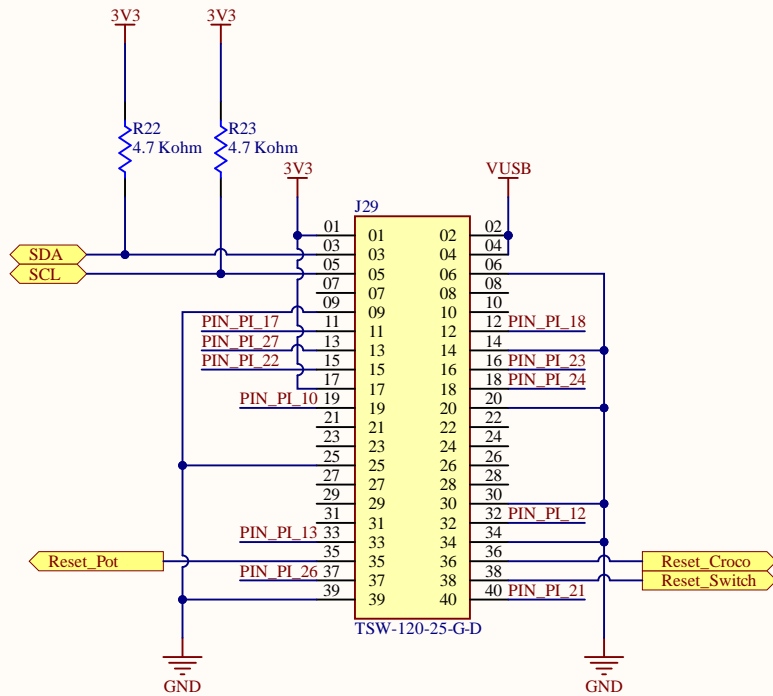 3V3 3V3
R22 R23
4.7 Kohm 4.7 Kohm
3V3 VUSB
J29
01 01 02 02
SDA 03 03 04 04
SCL 05 05 06 06
07 07 08 08
09 09 10 10
PIN_PI_17 11 11 12 12 PIN_PI_18
PIN_PI_27 13 13 14 14
PIN_PI_22 15 15 16 16 PIN_PI_23
17 17 18 18 PIN_PI_24
PIN_PI_10 19 19 20 20
21 21 22 22
23 23 24 24
25 25 26 26
27 27 28 28
29 29 30 30
31 31 32 32 PIN_PI_12
PIN_PI_13 33 33 34 34
Reset_Pot 35 35 36 36 Reset_Croco
PIN_PI_26 37 37 38 38 Reset_Switch
39 39 40 40 PIN_PI_21
TSW-120-25-G-D
GND GND